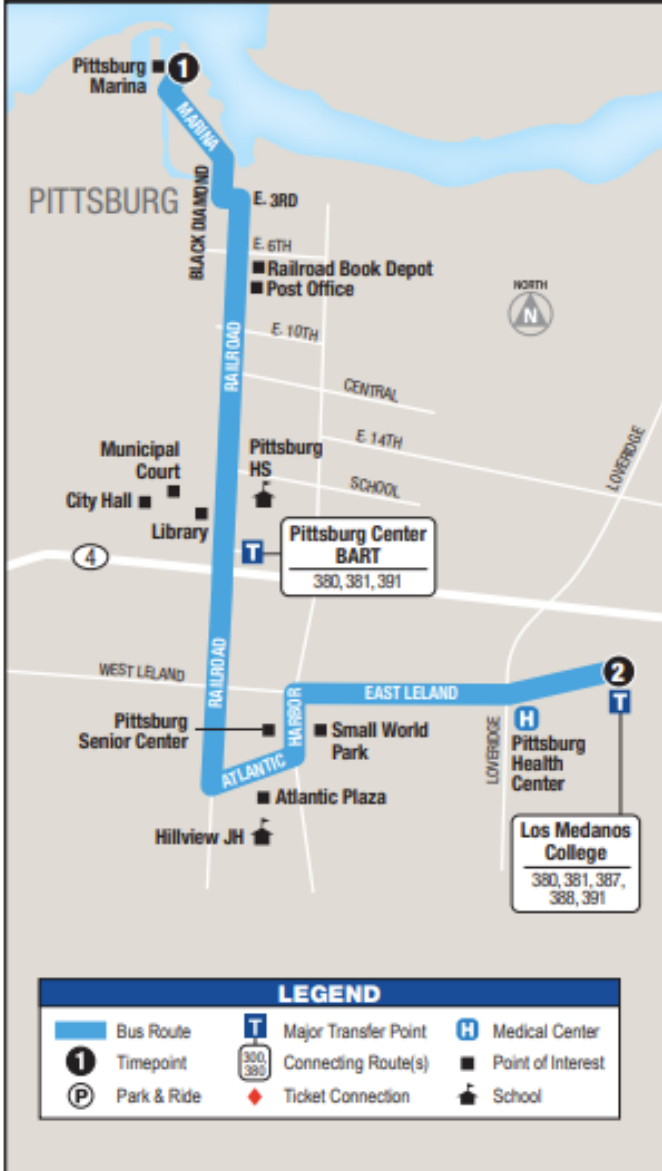 Pittsburg
Marina
1
MARINA
PITTSBURG
BLACK DIAMOND
E. 3RD
E. 6TH
Railroad Book Depot
Post Office
NORTH
N
E. 10TH
RAILROAD
CENTRAL
E. 14TH
LOVERIDGE
Municipal
Court
Pittsburg
HS
SCHOOL
City Hall
Library
T
Pittsburg Center
BART
380, 381, 391
4
WEST LELAND
RAILROAD
HARBOR
EAST LELAND
2
T
Pittsburg
Senior Center
Small World
Park
LOVERIDGE
H
Pittsburg
Health
Center
ATLANTIC
Atlantic Plaza
Hillview JH
Los Medanos
College
380, 381, 387,
388, 391
LEGEND
Bus Route
T Major Transfer Point
H Medical Center
1 Timepoint
300,
380
Connecting Route(s)
Point of Interest
P Park & Ride
Ticket Connection
School